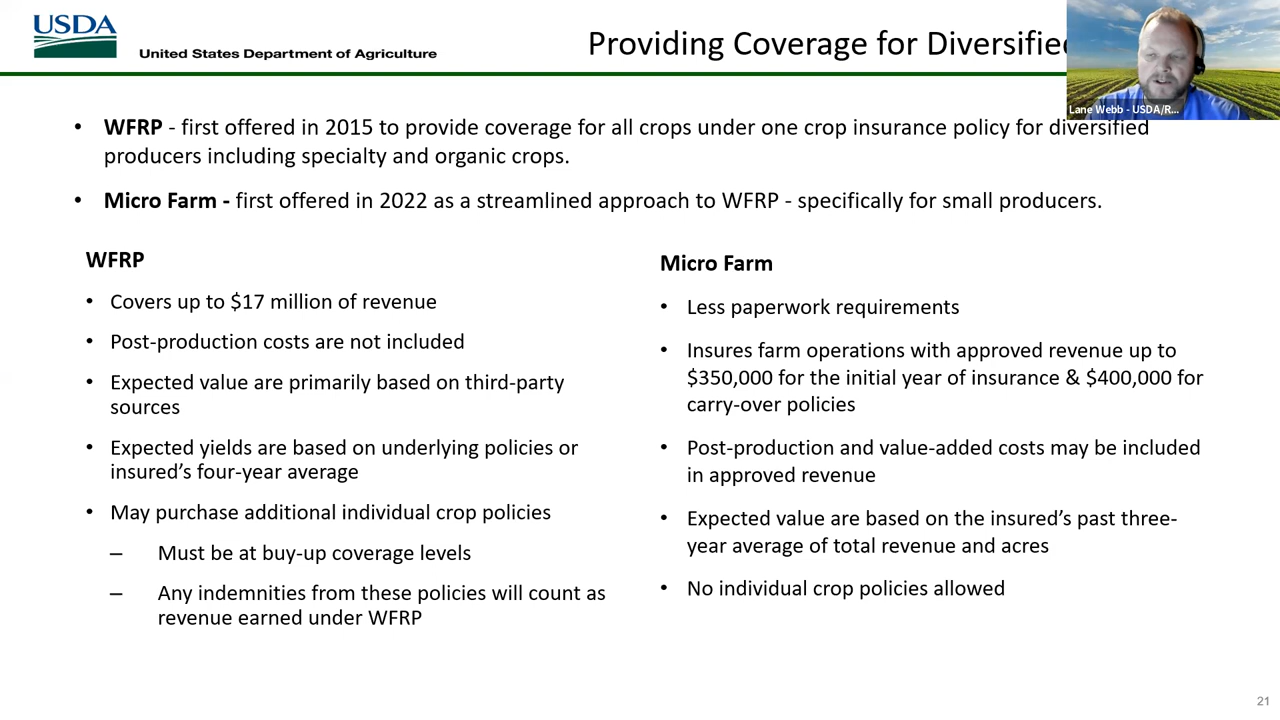 USDA
United States Department of Agriculture
Providing Coverage for Diversified
Lane Webb - USDA/R...
• WFRP - first offered in 2015 to provide coverage for all crops under one crop insurance policy for diversified
producers including specialty and organic crops.
• Micro Farm - first offered in 2022 as a streamlined approach to WFRP - specifically for small producers.
WFRP
• Covers up to $17 million of revenue
• Post-production costs are not included
• Expected value are primarily based on third-party
sources
• Expected yields are based on underlying policies or
insured’s four-year average
• May purchase additional individual crop policies
– Must be at buy-up coverage levels
– Any indemnities from these policies will count as
revenue earned under WFRP
Micro Farm
• Less paperwork requirements
• Insures farm operations with approved revenue up to
$350,000 for the initial year of insurance & $400,000 for
carry-over policies
• Post-production and value-added costs may be included
in approved revenue
• Expected value are based on the insured’s past three-
year average of total revenue and acres
• No individual crop policies allowed
21